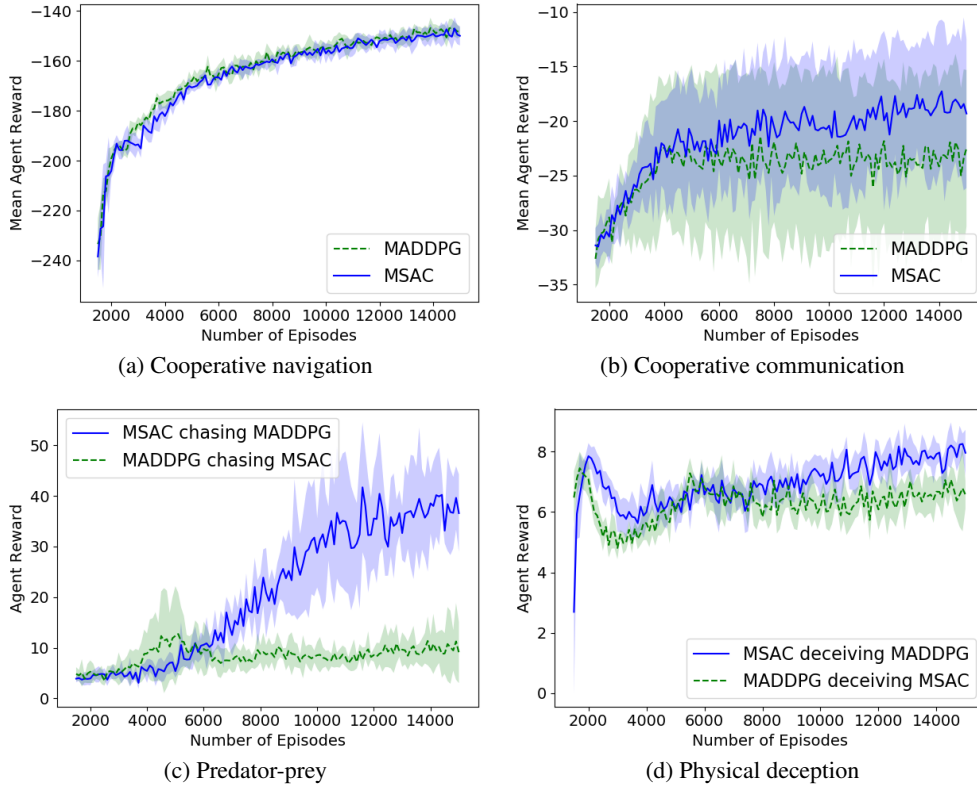 −140
−160
−180
−200
−220
−240
Mean Agent Reward
MADDPG
MSAC
2000 4000 6000 8000 10000 12000 14000
Number of Episodes
(a) Cooperative navigation
−10
−15
−20
−25
−30
−35
Mean Agent Reward
MADDPG
MSAC
2000 4000 6000 8000 10000 12000 14000
Number of Episodes
(b) Cooperative communication
50
40
30
20
10
0
Agent Reward
MSAC chasing MADDPG
MADDPG chasing MSAC
2000 4000 6000 8000 10000 12000 14000
Number of Episodes
(c) Predator-prey
8
6
4
2
0
Agent Reward
MSAC deceiving MADDPG
MADDPG deceiving MSAC
2000 4000 6000 8000 10000 12000 14000
Number of Episodes
(d) Physical deception